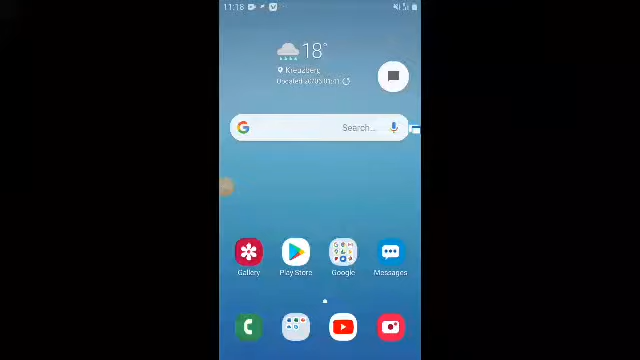 11:18
18°
Kreuzberg
Search...
Gallery
Play Store
Google
Messages